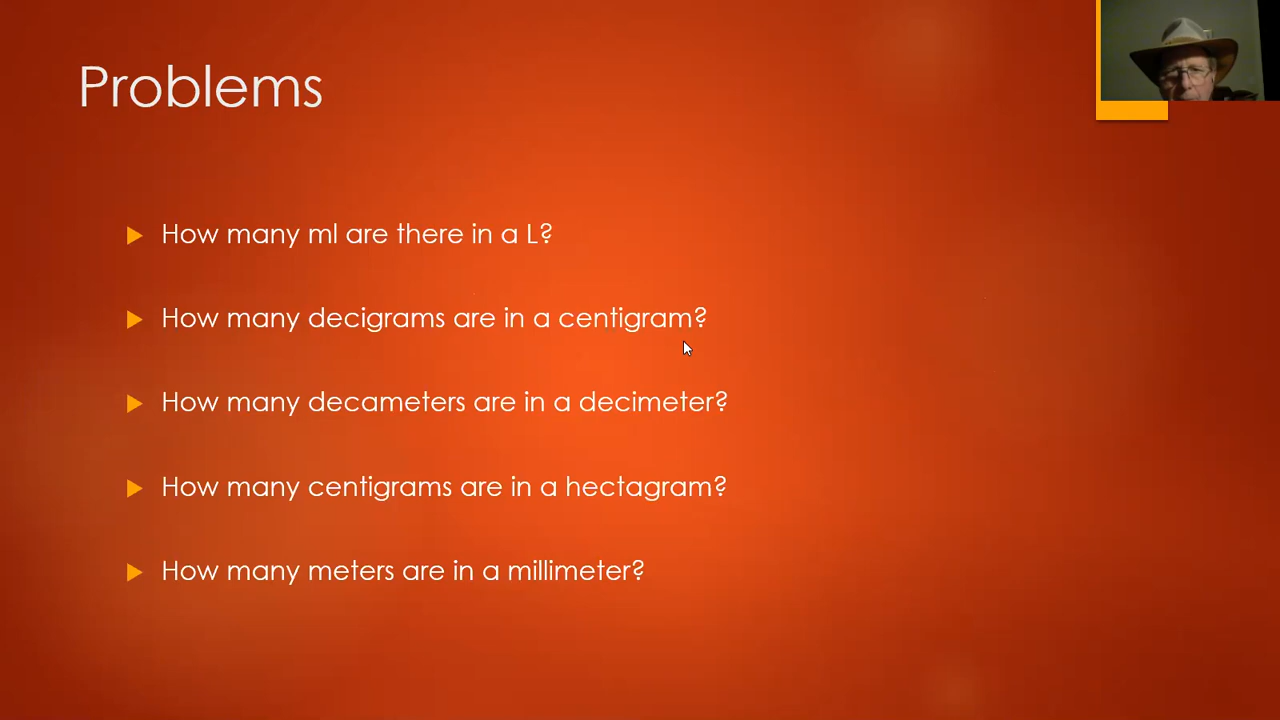 Problems
How many ml are there in a L?
How many decigrams are in a centigram?
How many decameters are in a decimeter?
How many centigrams are in a hectagram?
How many meters are in a millimeter?